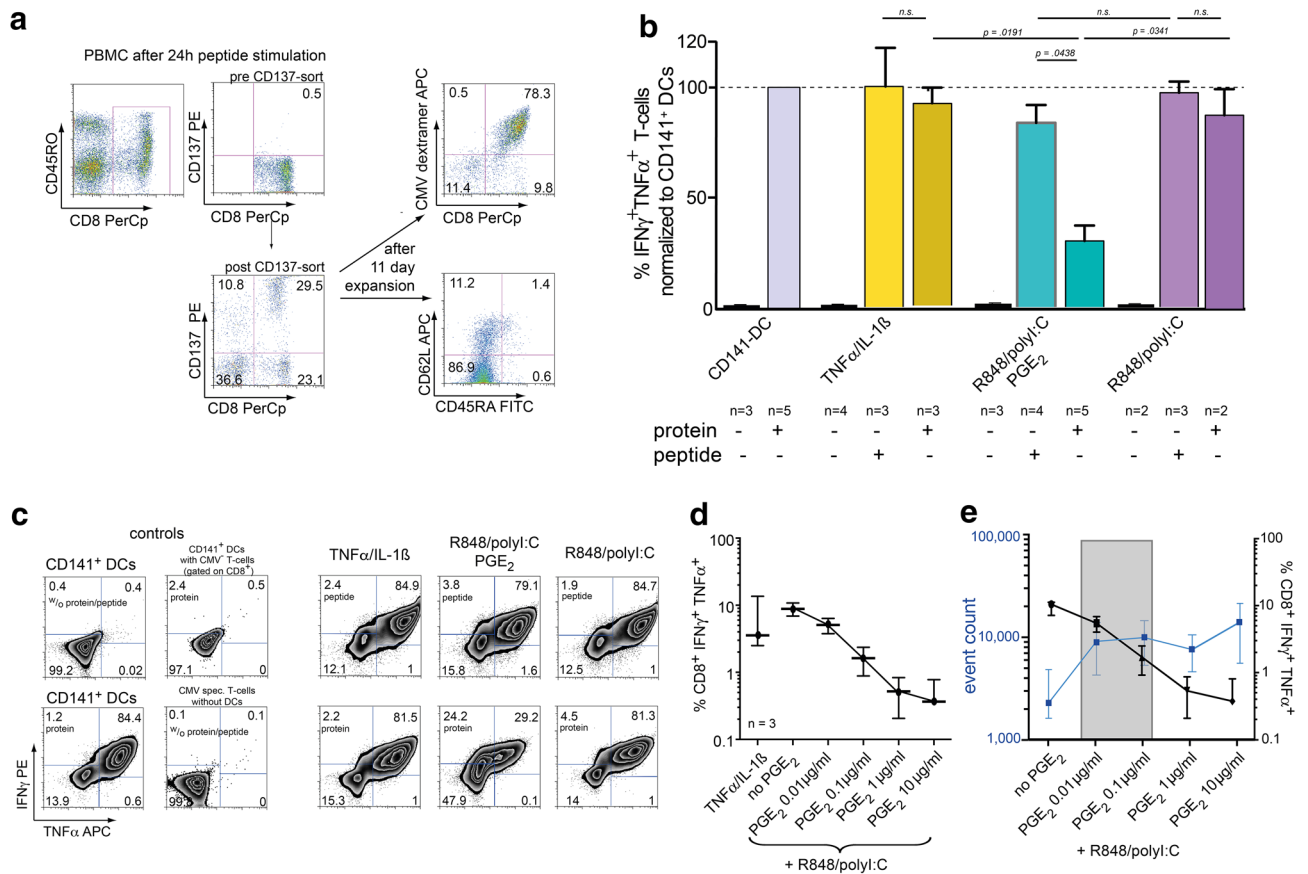 a
PBMC after 24h peptide stimulation
pre CD137-sort
0.5
CD45RO
CD8 PerCp
CD137 PE
CD8 PerCp
post CD137-sort
10.8 29.5
36.6 23.1
CD137 PE
CD8 PerCp
after
11 day
expansion
0.5 78.3
11.4 9.8
CMV dextramer APC
CD8 PerCp
11.2 1.4
86.9 0.6
CD62L APC
CD45RA FITC
b
% IFNγ⁺TNFα⁺ T-cells
normalized to CD141⁺ DCs
120
100
50
0
n.s.
n.s.
n.s.
p = .0191
p = .0341
p = .0438
CD141-DC
TNFα/IL-1ß
R848/polyI:C
PGE₂
R848/polyI:C
n=3 n=5 n=4 n=3 n=3 n=3 n=4 n=5 n=2 n=3 n=2
protein - + - - + - - + - - +
peptide - - - + - - + - - + -
c
controls
CD141⁺ DCs
CD141⁺ DCs
with CMV⁻ T-cells
(gated on CD8⁺)
TNFα/IL-1ß
R848/polyI:C
PGE₂
R848/polyI:C
0.4 0.4
w/o protein/peptide
99.2 0.02
2.4 0.5
protein
97.1 0
2.4 84.9
peptide
12.1 1
3.8 79.1
peptide
15.8 1.6
1.9 84.7
peptide
12.5 1
CD141⁺ DCs
CMV spec. T-cells
without DCs
1.2 84.4
protein
13.9 0.6
0.1 0.1
w/o protein/peptide
0
2.2 81.5
protein
15.3 1
24.2 29.2
protein
47.9 0.1
4.5 81.3
protein
14 1
IFNγ PE
TNFα APC
d
% CD8⁺ IFNγ⁺ TNFα⁺
100
10
1
0.1
n = 3
TNFα/IL-1ß
no PGE₂
PGE₂ 0.01µg/ml
PGE₂ 0.1µg/ml
PGE₂ 1µg/ml
PGE₂ 10µg/ml
+ R848/polyI:C
e
event count
100,000
10,000
1,000
100
10
1
0.1
% CD8⁺ IFNγ⁺ TNFα⁺
no PGE₂
PGE₂ 0.01µg/ml
PGE₂ 0.1µg/ml
PGE₂ 1µg/ml
PGE₂ 10µg/ml
+ R848/polyI:C